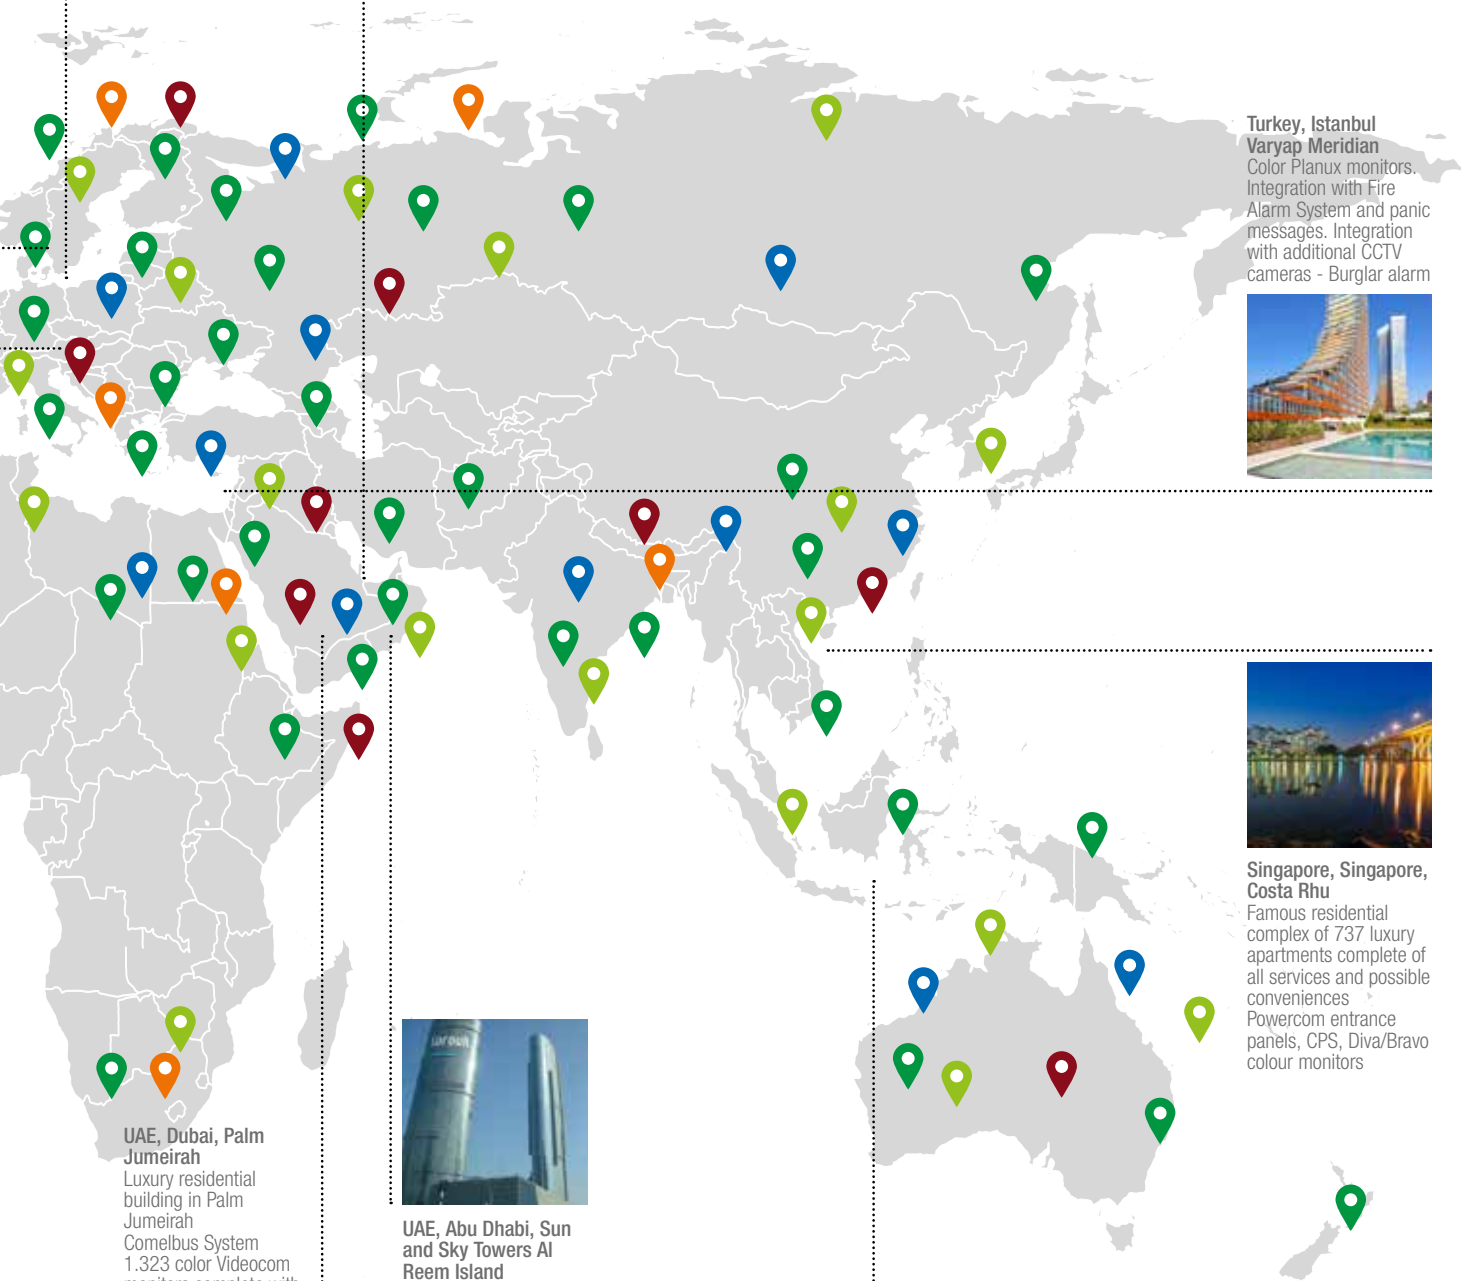 Turkey, Istanbul
Varyap Meridian
Color Planux monitors.
Integration with Fire
Alarm System and panic
messages. Integration
with additional CCTV
cameras - Burglar alarm
Singapore, Singapore,
Costa Rhu
Famous residential
complex of 737 luxury
apartments complete of
all services and possible
conveniences
Powercom entrance
panels, CPS, Diva/Bravo
colour monitors
UAE, Dubai, Palm
Jumeirah
Luxury residential
building in Palm
Jumeirah
Comelbus System
1.323 color Videocom
monitors complete with
UAE, Abu Dhabi, Sun
and Sky Towers Al
Reem Island